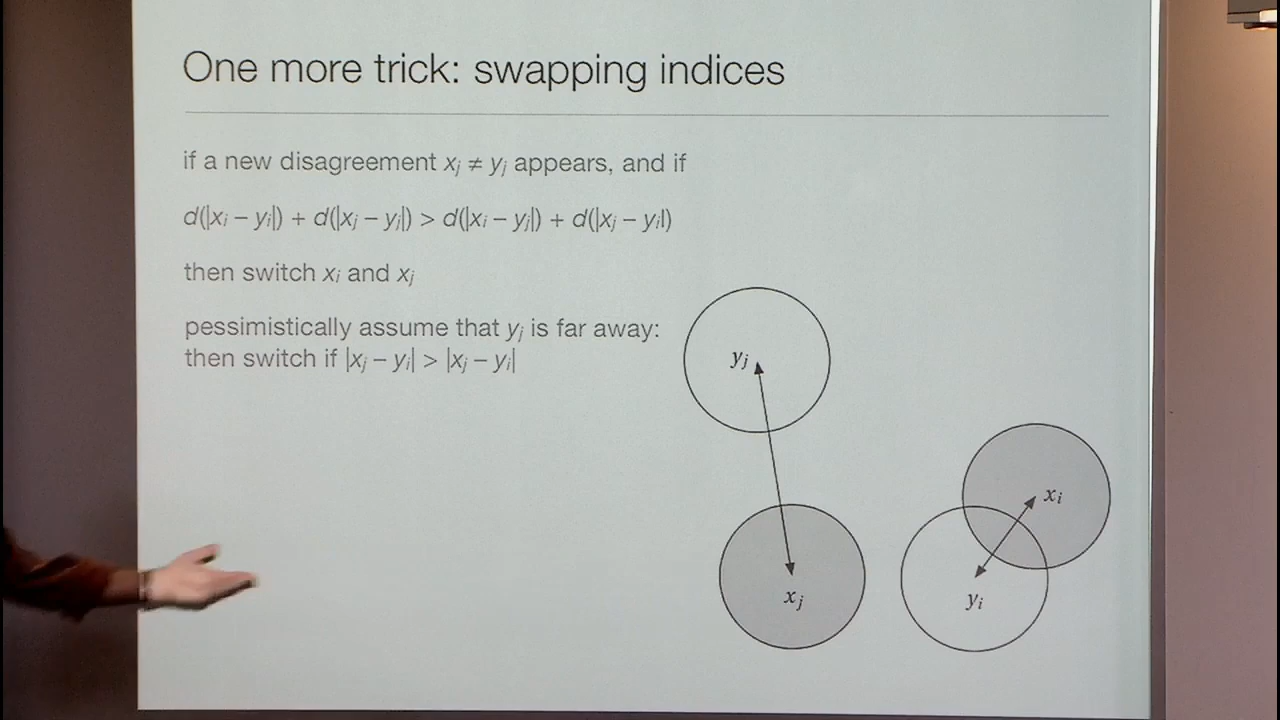 One more trick: swapping indices
if a new disagreement xⱼ ≠ yⱼ appears, and if
d(|xᵢ – yᵢ|) + d(|xⱼ – yⱼ|) > d(|xᵢ – yⱼ|) + d(|xⱼ – yᵢ|)
then switch xᵢ and xⱼ
pessimistically assume that yⱼ is far away:
then switch if |xⱼ – yᵢ| > |xⱼ – yᵢ|
yⱼ
xᵢ
xⱼ
yᵢ